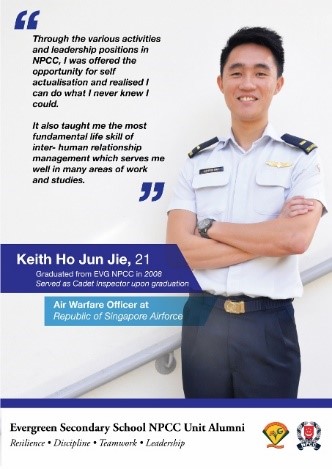 “
Through the various activities
and leadership positions in
NPCC, I was offered the
opportunity for self
actualisation and realised I
can do what I never knew I
could.
It also taught me the most
fundamental life skill of
inter- human relationship
management which serves me
well in many areas of work
and studies.
”
Keith Ho Jun Jie, 21
Graduated from EVG NPCC in 2008
Served as Cadet Inspector upon graduation
Air Warfare Officer at
Republic of Singapore Airforce
Evergreen Secondary School NPCC Unit Alumni
Resilience • Discipline • Teamwork • Leadership
NPCC